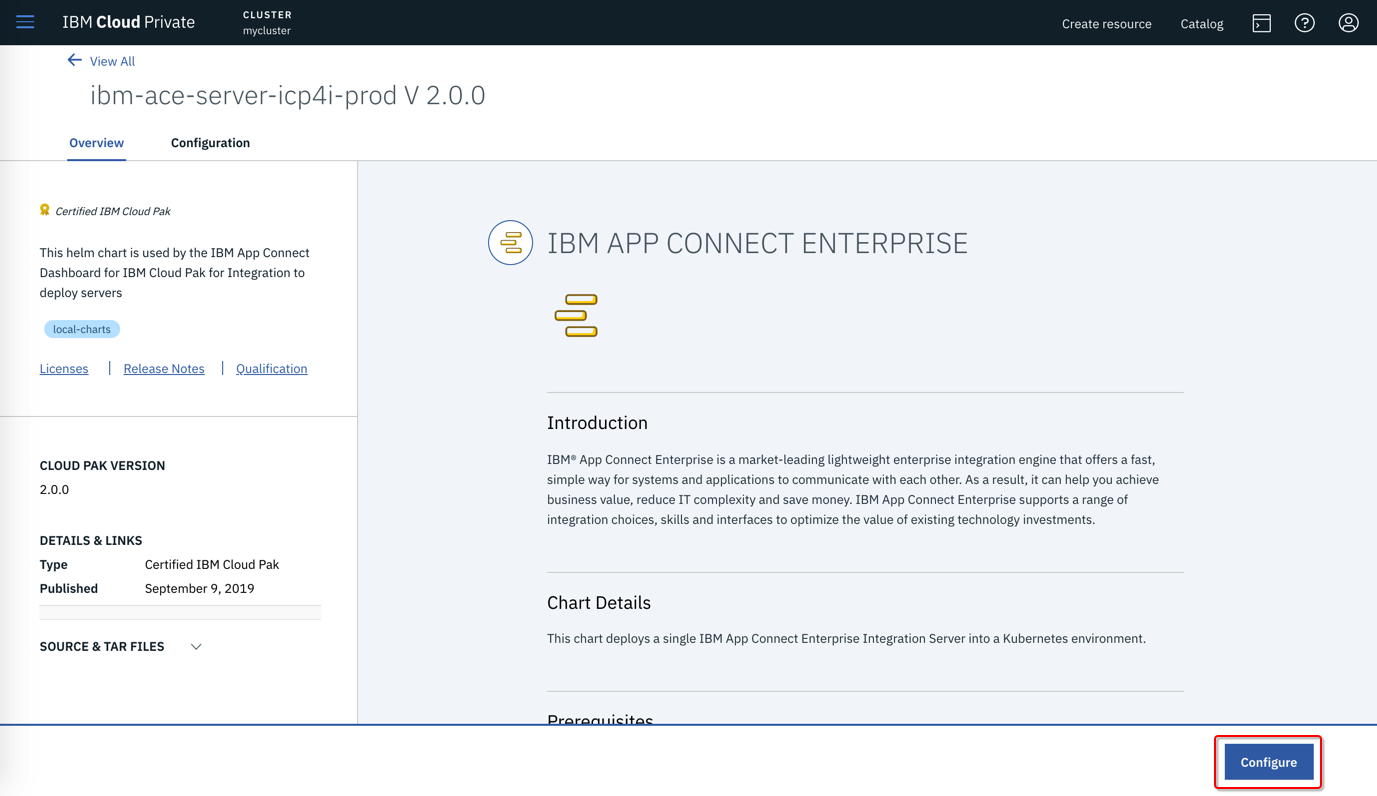 IBM Cloud Private
CLUSTER
mycluster
Create resource
Catalog
View All
ibm-ace-server-icp4i-prod V 2.0.0
Overview
Configuration
Certified IBM Cloud Pak
This helm chart is used by the IBM App Connect
Dashboard for IBM Cloud Pak for Integration to
deploy servers
local-charts
Licenses | Release Notes | Qualification
CLOUD PAK VERSION
2.0.0
DETAILS & LINKS
Type Certified IBM Cloud Pak
Published September 9, 2019
SOURCE & TAR FILES
IBM APP CONNECT ENTERPRISE
Introduction
IBM® App Connect Enterprise is a market-leading lightweight enterprise integration engine that offers a fast,
simple way for systems and applications to communicate with each other. As a result, it can help you achieve
business value, reduce IT complexity and save money. IBM App Connect Enterprise supports a range of
integration choices, skills and interfaces to optimize the value of existing technology investments.
Chart Details
This chart deploys a single IBM App Connect Enterprise Integration Server into a Kubernetes environment.
Prerequisites
Configure